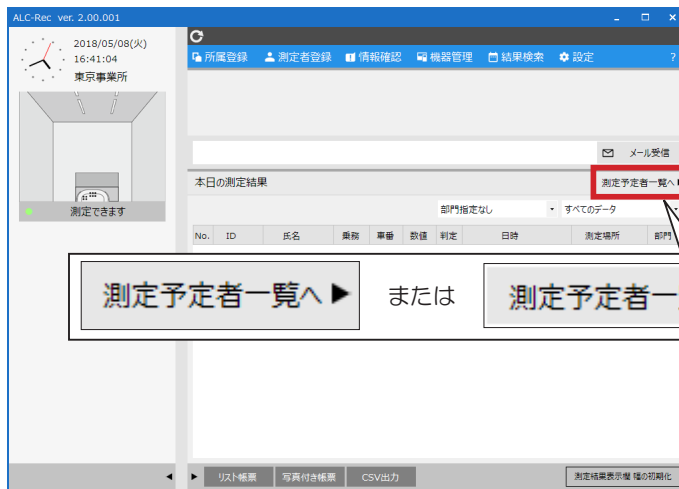 ALC-Rec ver. 2.00.001
2018/05/08(火)
16:41:04
東京事業所
測定できます
所属登録 測定者登録 情報確認 機器管理 結果検索 設定 ?
メール受信
本日の測定結果 測定予定者一覧へ▶
部門指定なし すべてのデータ
No. ID 氏名 乗務 車番 数値 判定 日時 測定場所 部門
測定予定者一覧へ▶ または 測定予定者一
リスト帳票 写真付き帳票 CSV出力 測定結果表示欄 幅の初期化